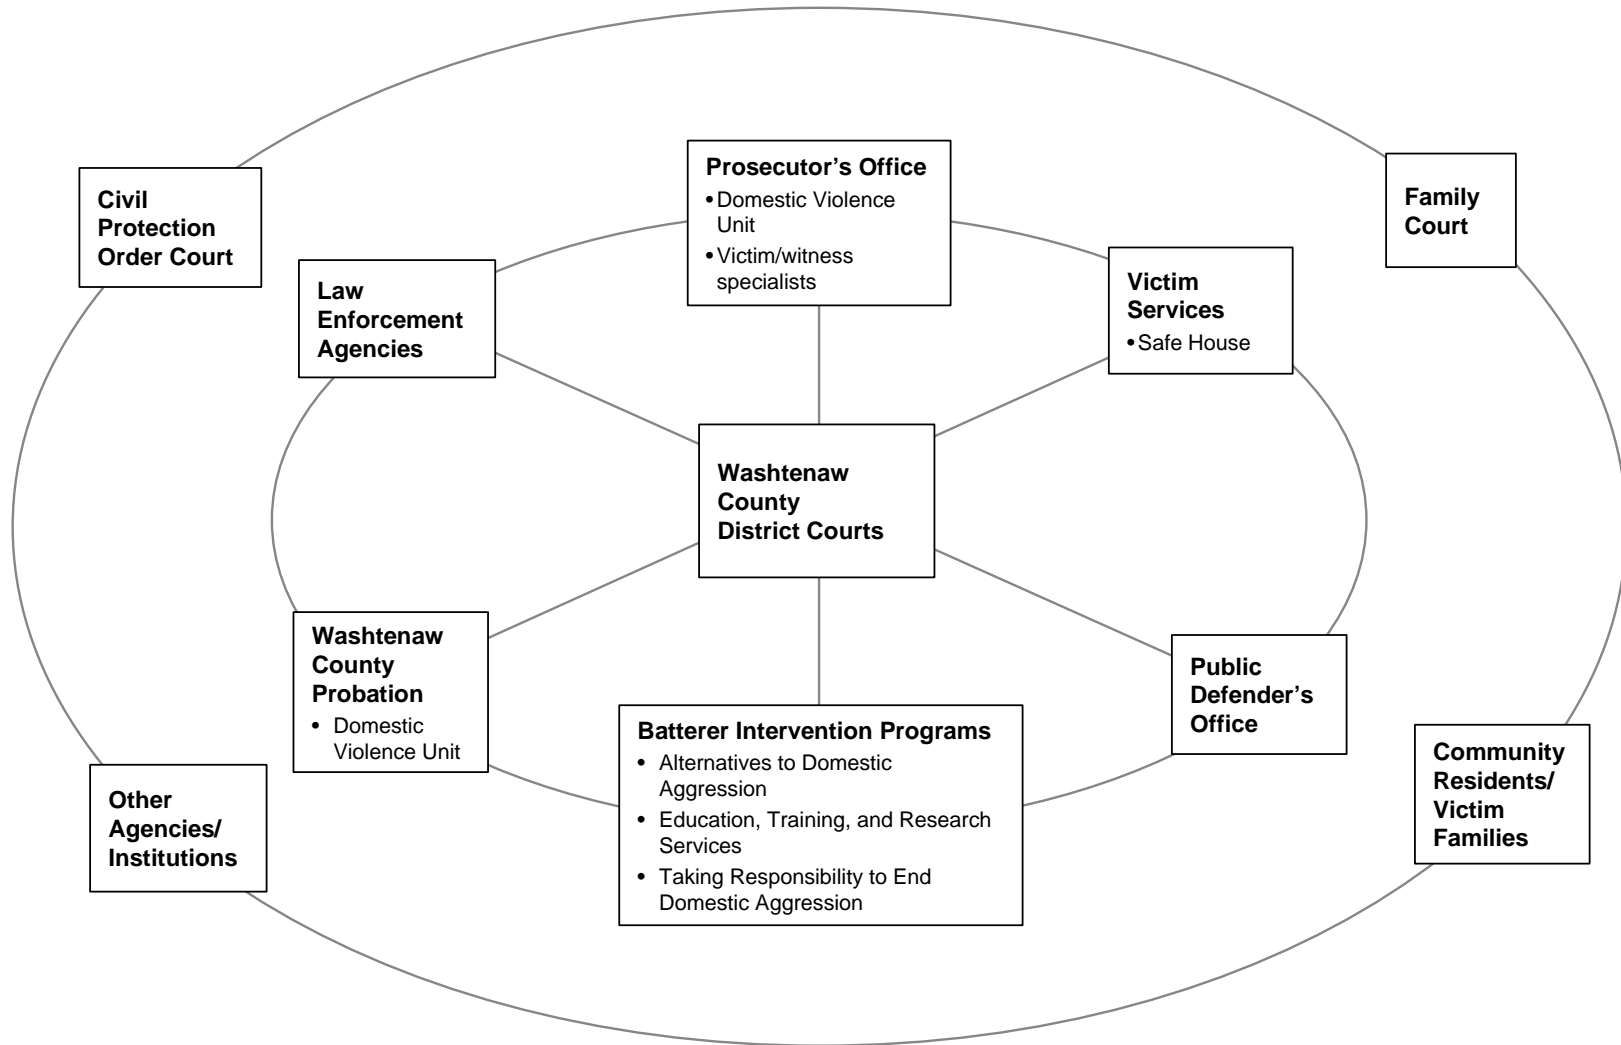 Prosecutor’s Office
•Domestic Violence
Unit
•Victim/witness
specialists
Civil
Protection
Order Court
Family
Court
Law
Enforcement
Agencies
Victim
Services
•Safe House
Washtenaw
County
District Courts
Washtenaw
County
Probation
• Domestic
Violence Unit
Public
Defender’s
Office
Batterer Intervention Programs
• Alternatives to Domestic
Aggression
• Education, Training, and Research
Services
• Taking Responsibility to End
Domestic Aggression
Other
Agencies/
Institutions
Community
Residents/
Victim
Families